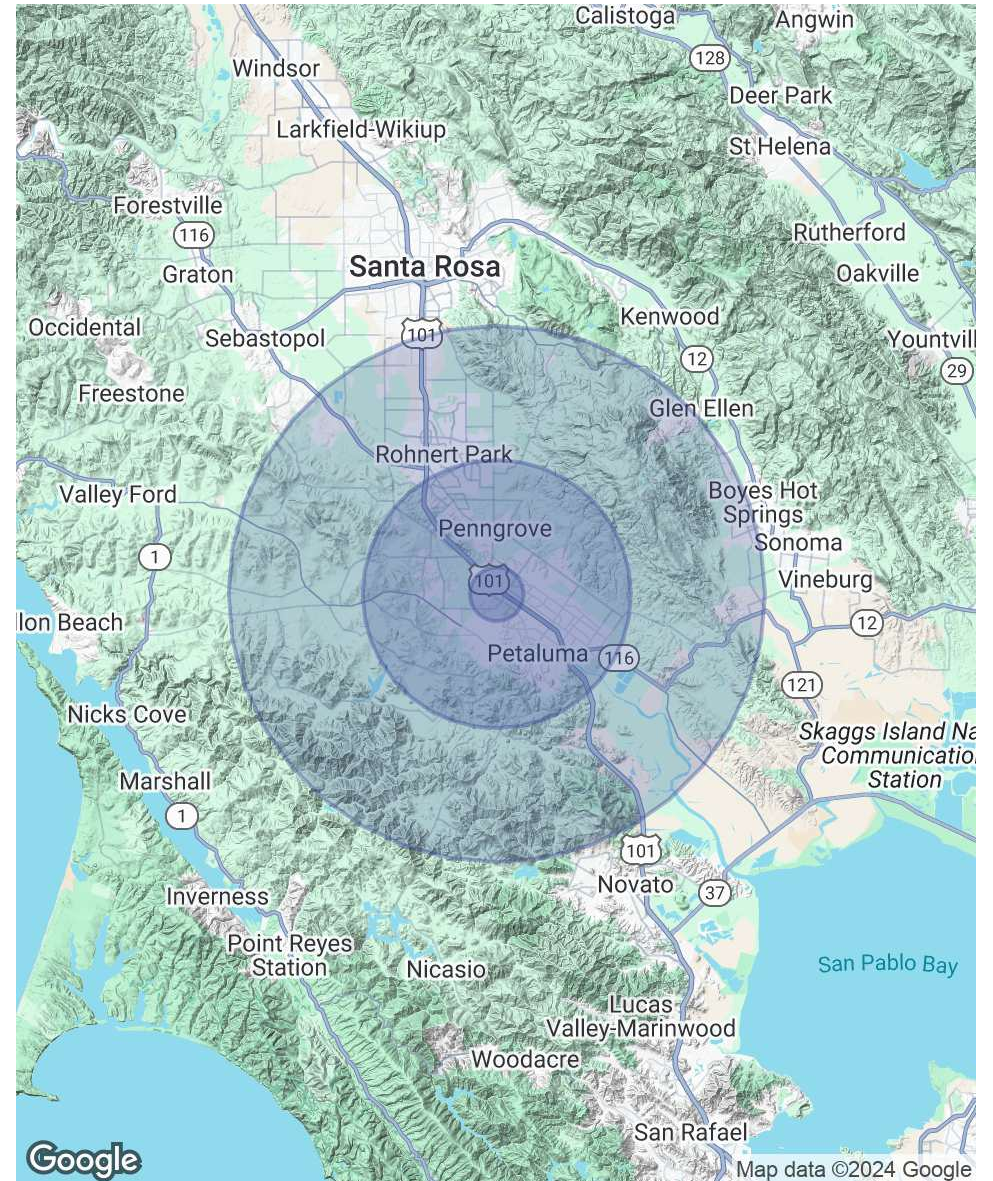 Calistoga
Angwin
128
Windsor
Deer Park
Larkfield-Wikiup
St Helena
Forestville
116
Rutherford
Santa Rosa
Graton
Oakville
Occidental
Kenwood
Sebastopol
101
Yountvill
12
29
Freestone
Glen Ellen
Rohnert Park
Valley Ford
Boyes Hot
Springs
Penngrove
Sonoma
1
101
Vineburg
llon Beach
12
Petaluma
116
121
Nicks Cove
Skaggs Island Na
Communication
Station
Marshall
1
101
Novato
37
Inverness
Point Reyes
Station
San Pablo Bay
Nicasio
Lucas
Valley-Marinwood
Woodacre
San Rafael
Google
Map data ©2024 Google